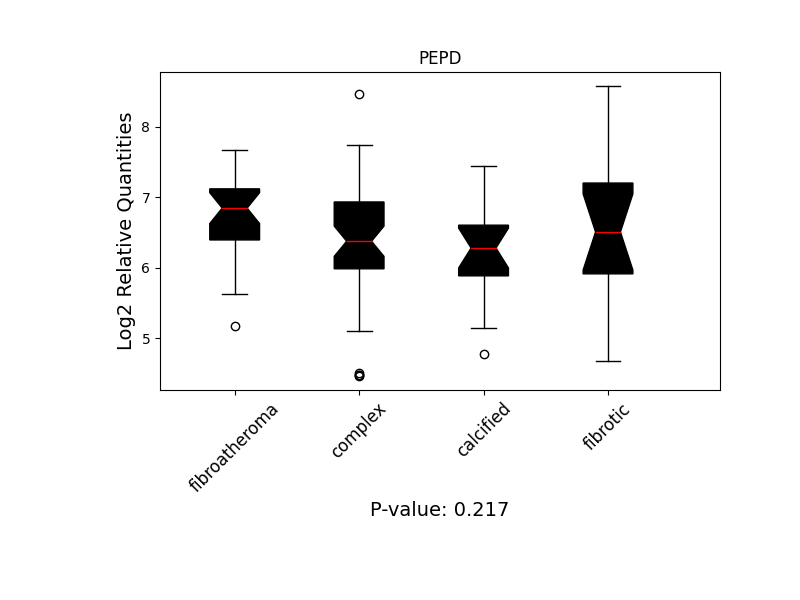 PEPD
Log2 Relative Quantities
8
7
6
5
fibroatheroma
complex
calcified
fibrotic
P-value: 0.217